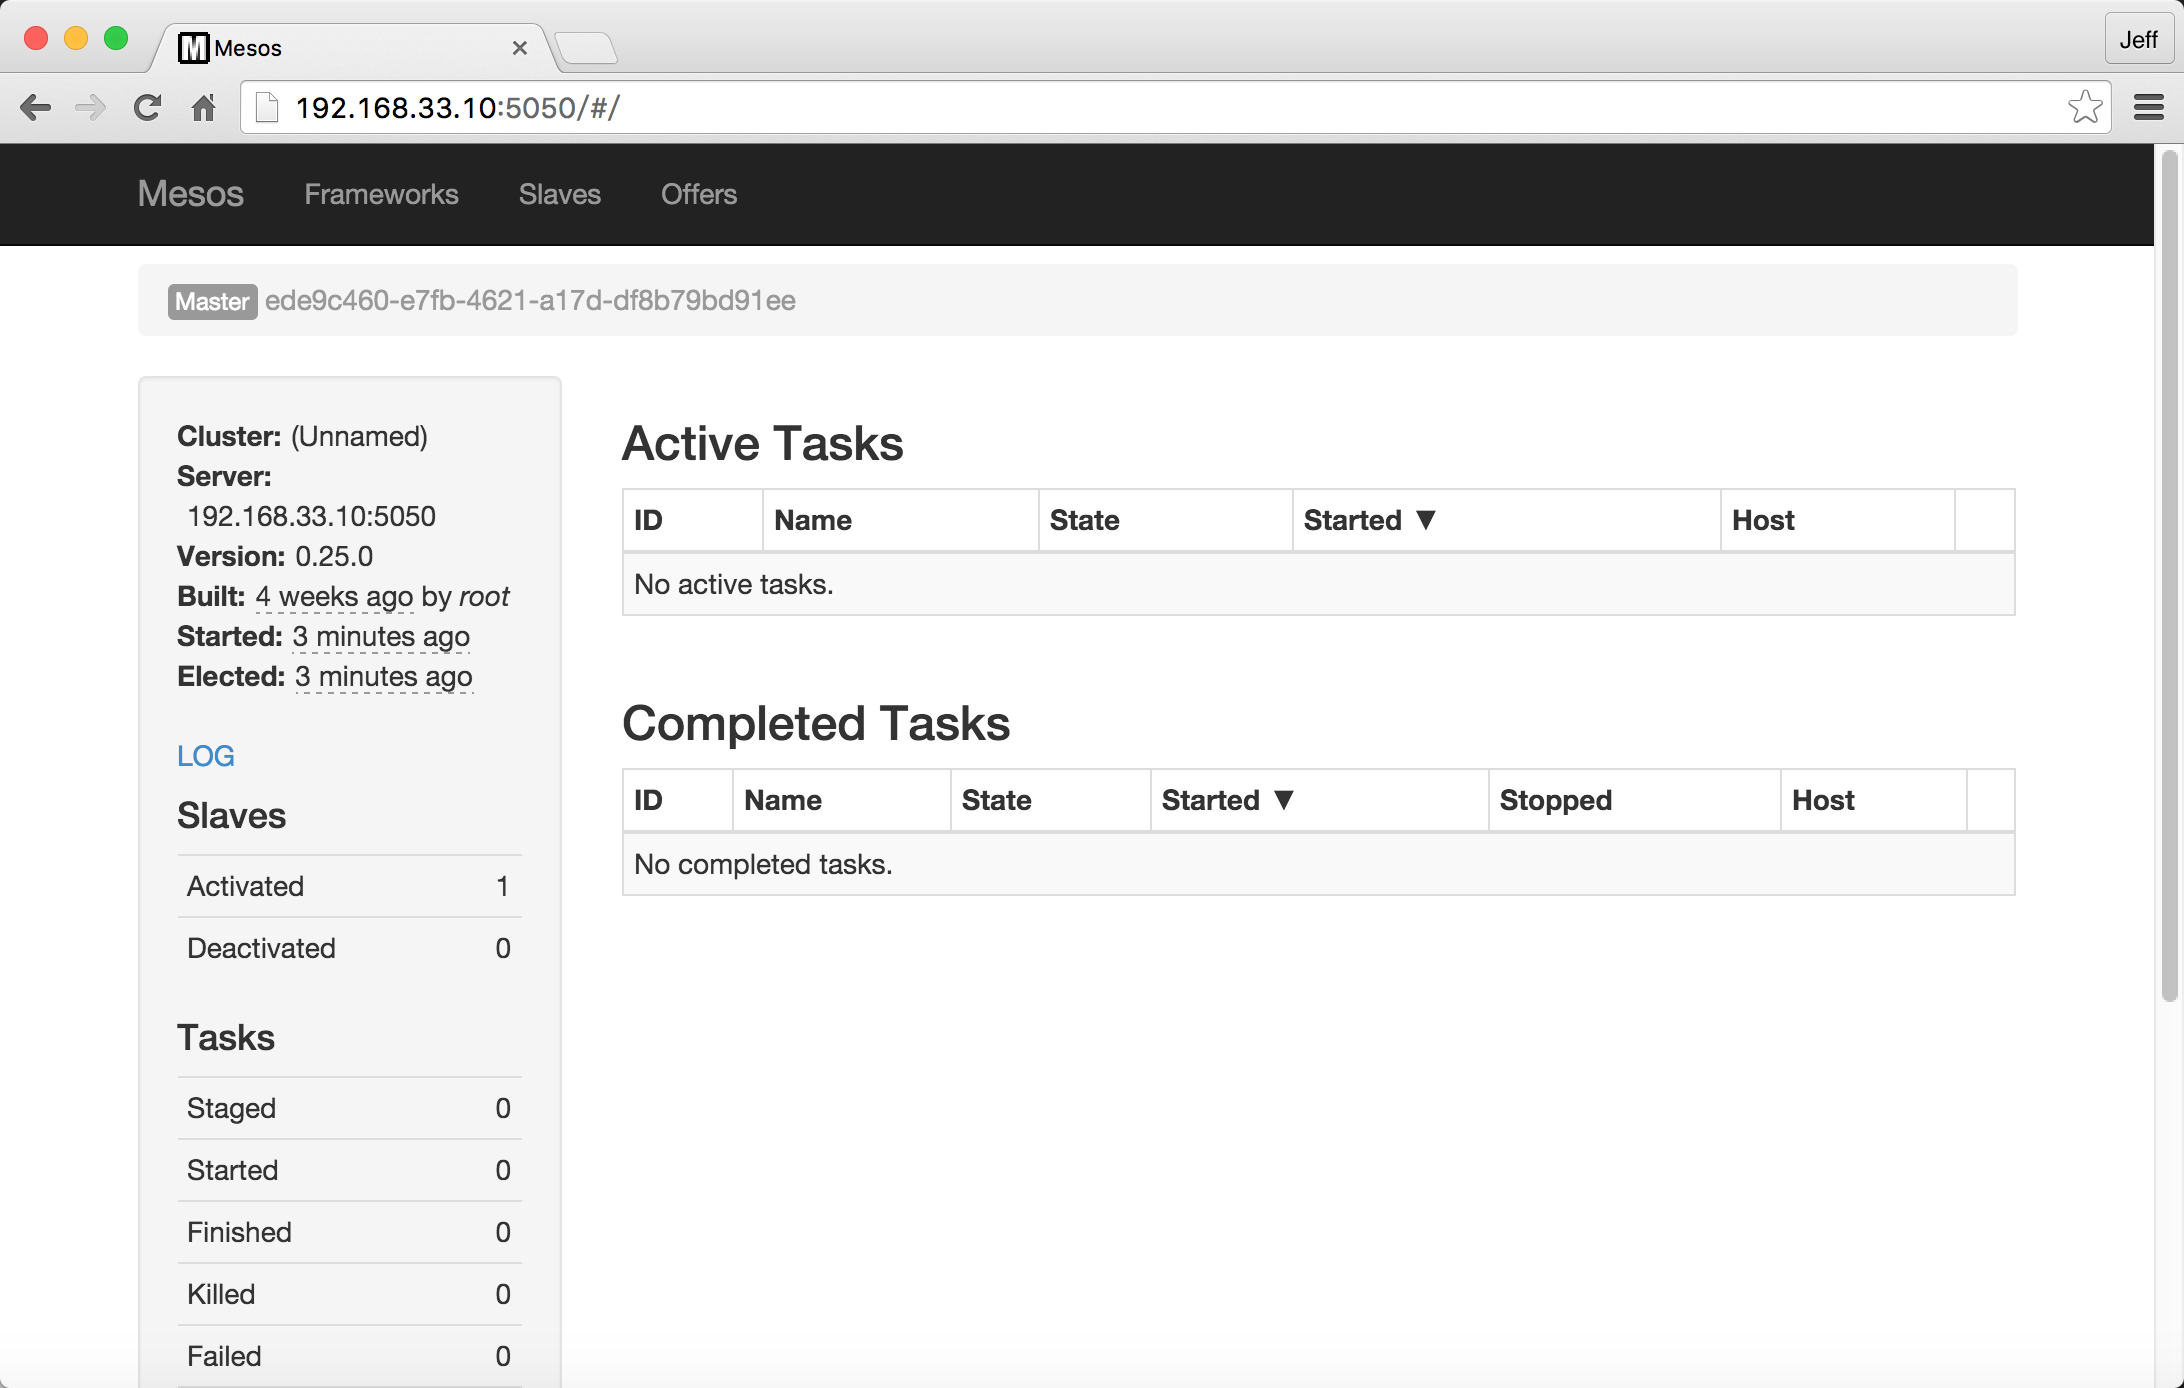 Mesos
Jeff
192.168.33.10:5050/#/
Mesos Frameworks Slaves Offers
Master ede9c460-e7fb-4621-a17d-df8b79bd91ee
Cluster: (Unnamed)
Server:
192.168.33.10:5050
Version: 0.25.0
Built: 4 weeks ago by root
Started: 3 minutes ago
Elected: 3 minutes ago
LOG
Slaves
Activated 1
Deactivated 0
Tasks
Staged 0
Started 0
Finished 0
Killed 0
Failed 0
Active Tasks
ID Name State Started ▼ Host
No active tasks.
Completed Tasks
ID Name State Started ▼ Stopped Host
No completed tasks.